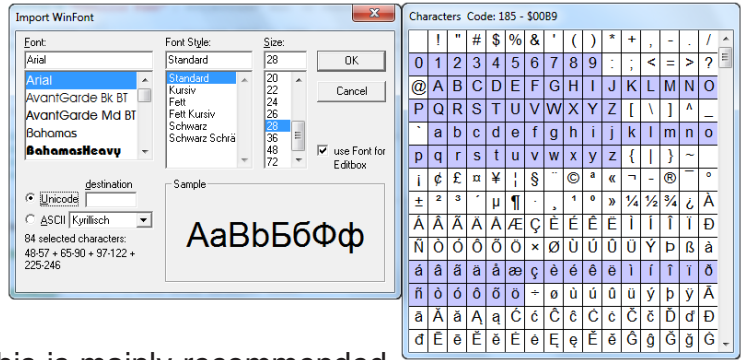 Import WinFont
Font:
Arial
Arial
AvantGarde Bk BT
AvantGarde Md BT
Bahamas
BahamasHeavy
Font Style:
Standard
Standard
Kursiv
Fett
Fett Kursiv
Schwarz
Schwarz Schrä
Size:
28
20
22
24
26
28
36
48
72
OK
Cancel
use Font for
Editbox
destination
Unicode
ASCII Kyrillisch
84 selected characters:
48-57 + 65-90 + 97-122 +
225-246
Sample
AaBbБбФф
Characters Code: 185 - $00B9
! " # $ % & ' ( ) * + , - . /
0 1 2 3 4 5 6 7 8 9 : ; < = > ?
@ A B C D E F G H I J K L M N O
P Q R S T U V W X Y Z [ \ ] ^ _
` a b c d e f g h i j k l m n o
p q r s t u v w x y z { | } ~
¡ ¢ £ ¤ ¥ ¦ § ¨ © ª « ¬ - ® ¯ °
± ² ³ ´ µ ¶ · ¸ ¹ º » ¼ ½ ¾ ¿ À
Á Â Ã Ä Å Æ Ç È É Ê Ë Ì Í Î Ï Ð
Ñ Ò Ó Ô Õ Ö × Ø Ù Ú Û Ü Ý Þ ß à
á â ã ä å æ ç è é ê ë ì í î ï ð
ñ ò ó ô õ ö ÷ ø ù ú û ü ý þ ÿ Ā
ā Ă ă Ą ą Ć ć Ĉ ĉ Ċ ċ Č č Ď ď Đ
đ Ē ē Ĕ ĕ Ė ė Ę ę Ě ě Ĝ ĝ Ğ ğ Ġ
is mainly recommended